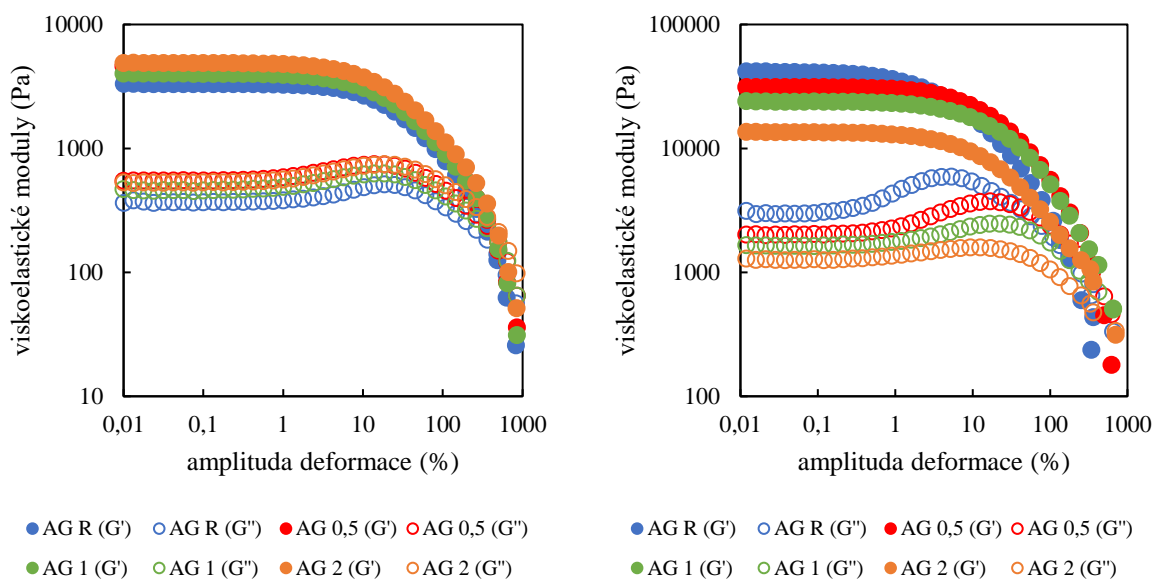 viskoelastické moduly (Pa)
10000
1000
100
10
0,01 0,1 1 10 100 1000
amplituda deformace (%)
AG R (G') AG R (G'') AG 0,5 (G') AG 0,5 (G'')
AG 1 (G') AG 1 (G'') AG 2 (G') AG 2 (G'')
viskoelastické moduly (Pa)
100000
10000
1000
100
0,01 0,1 1 10 100 1000
amplituda deformace (%)
AG R (G') AG R (G'') AG 0,5 (G') AG 0,5 (G'')
AG 1 (G') AG 1 (G'') AG 2 (G') AG 2 (G'')